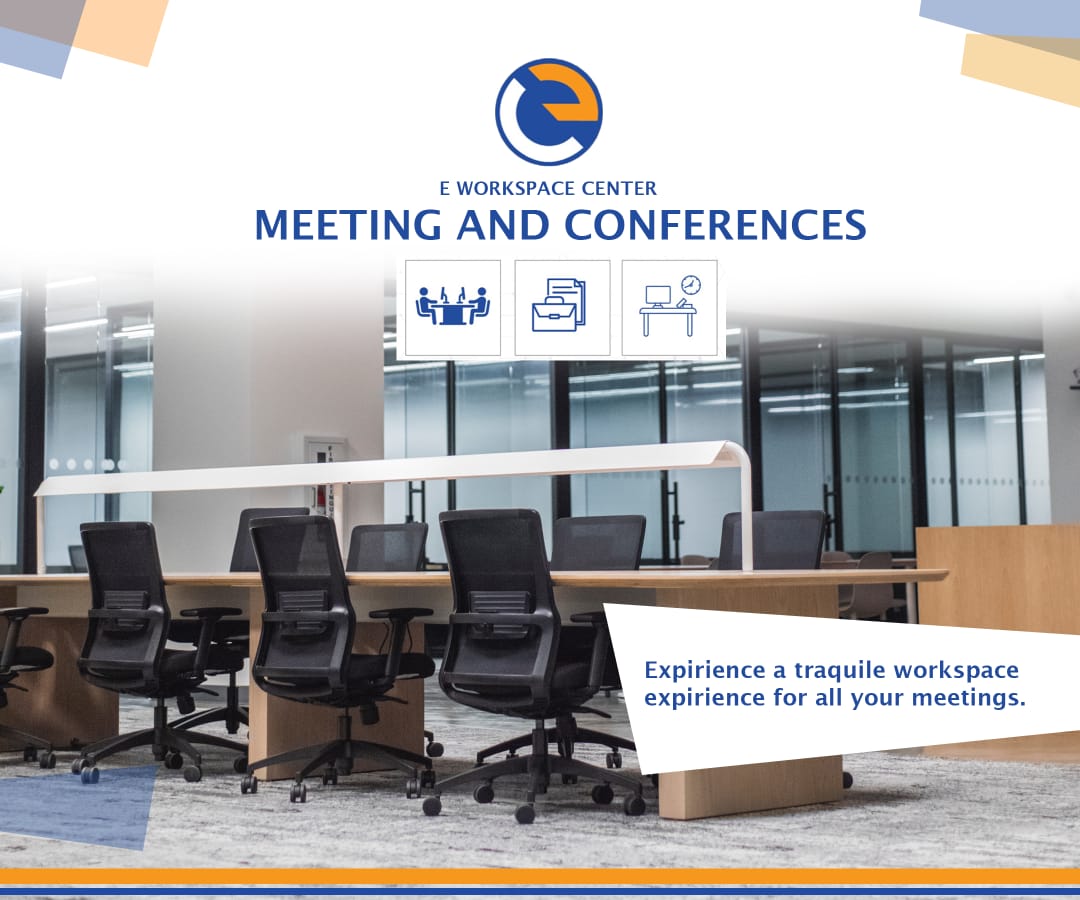 E WORKSPACE CENTER
MEETING AND CONFERENCES
Expirience a traquile workspace
expirience for all your meetings.